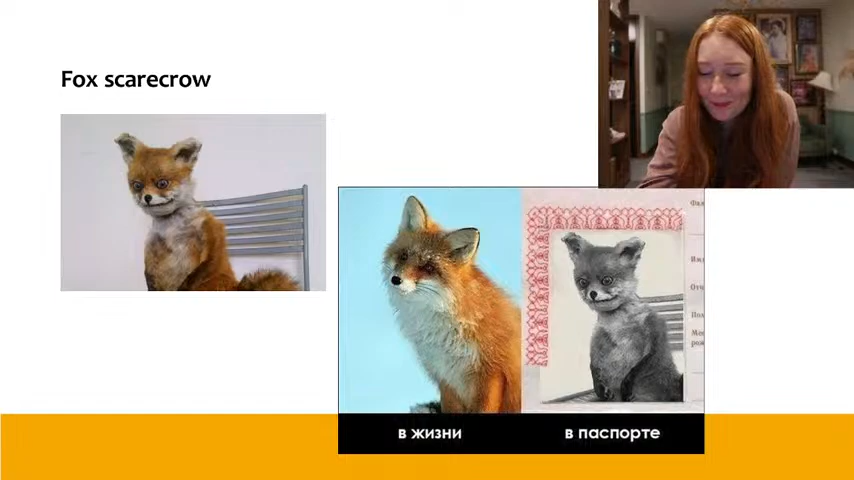 Fox scarecrow
в жизни
в паспорте